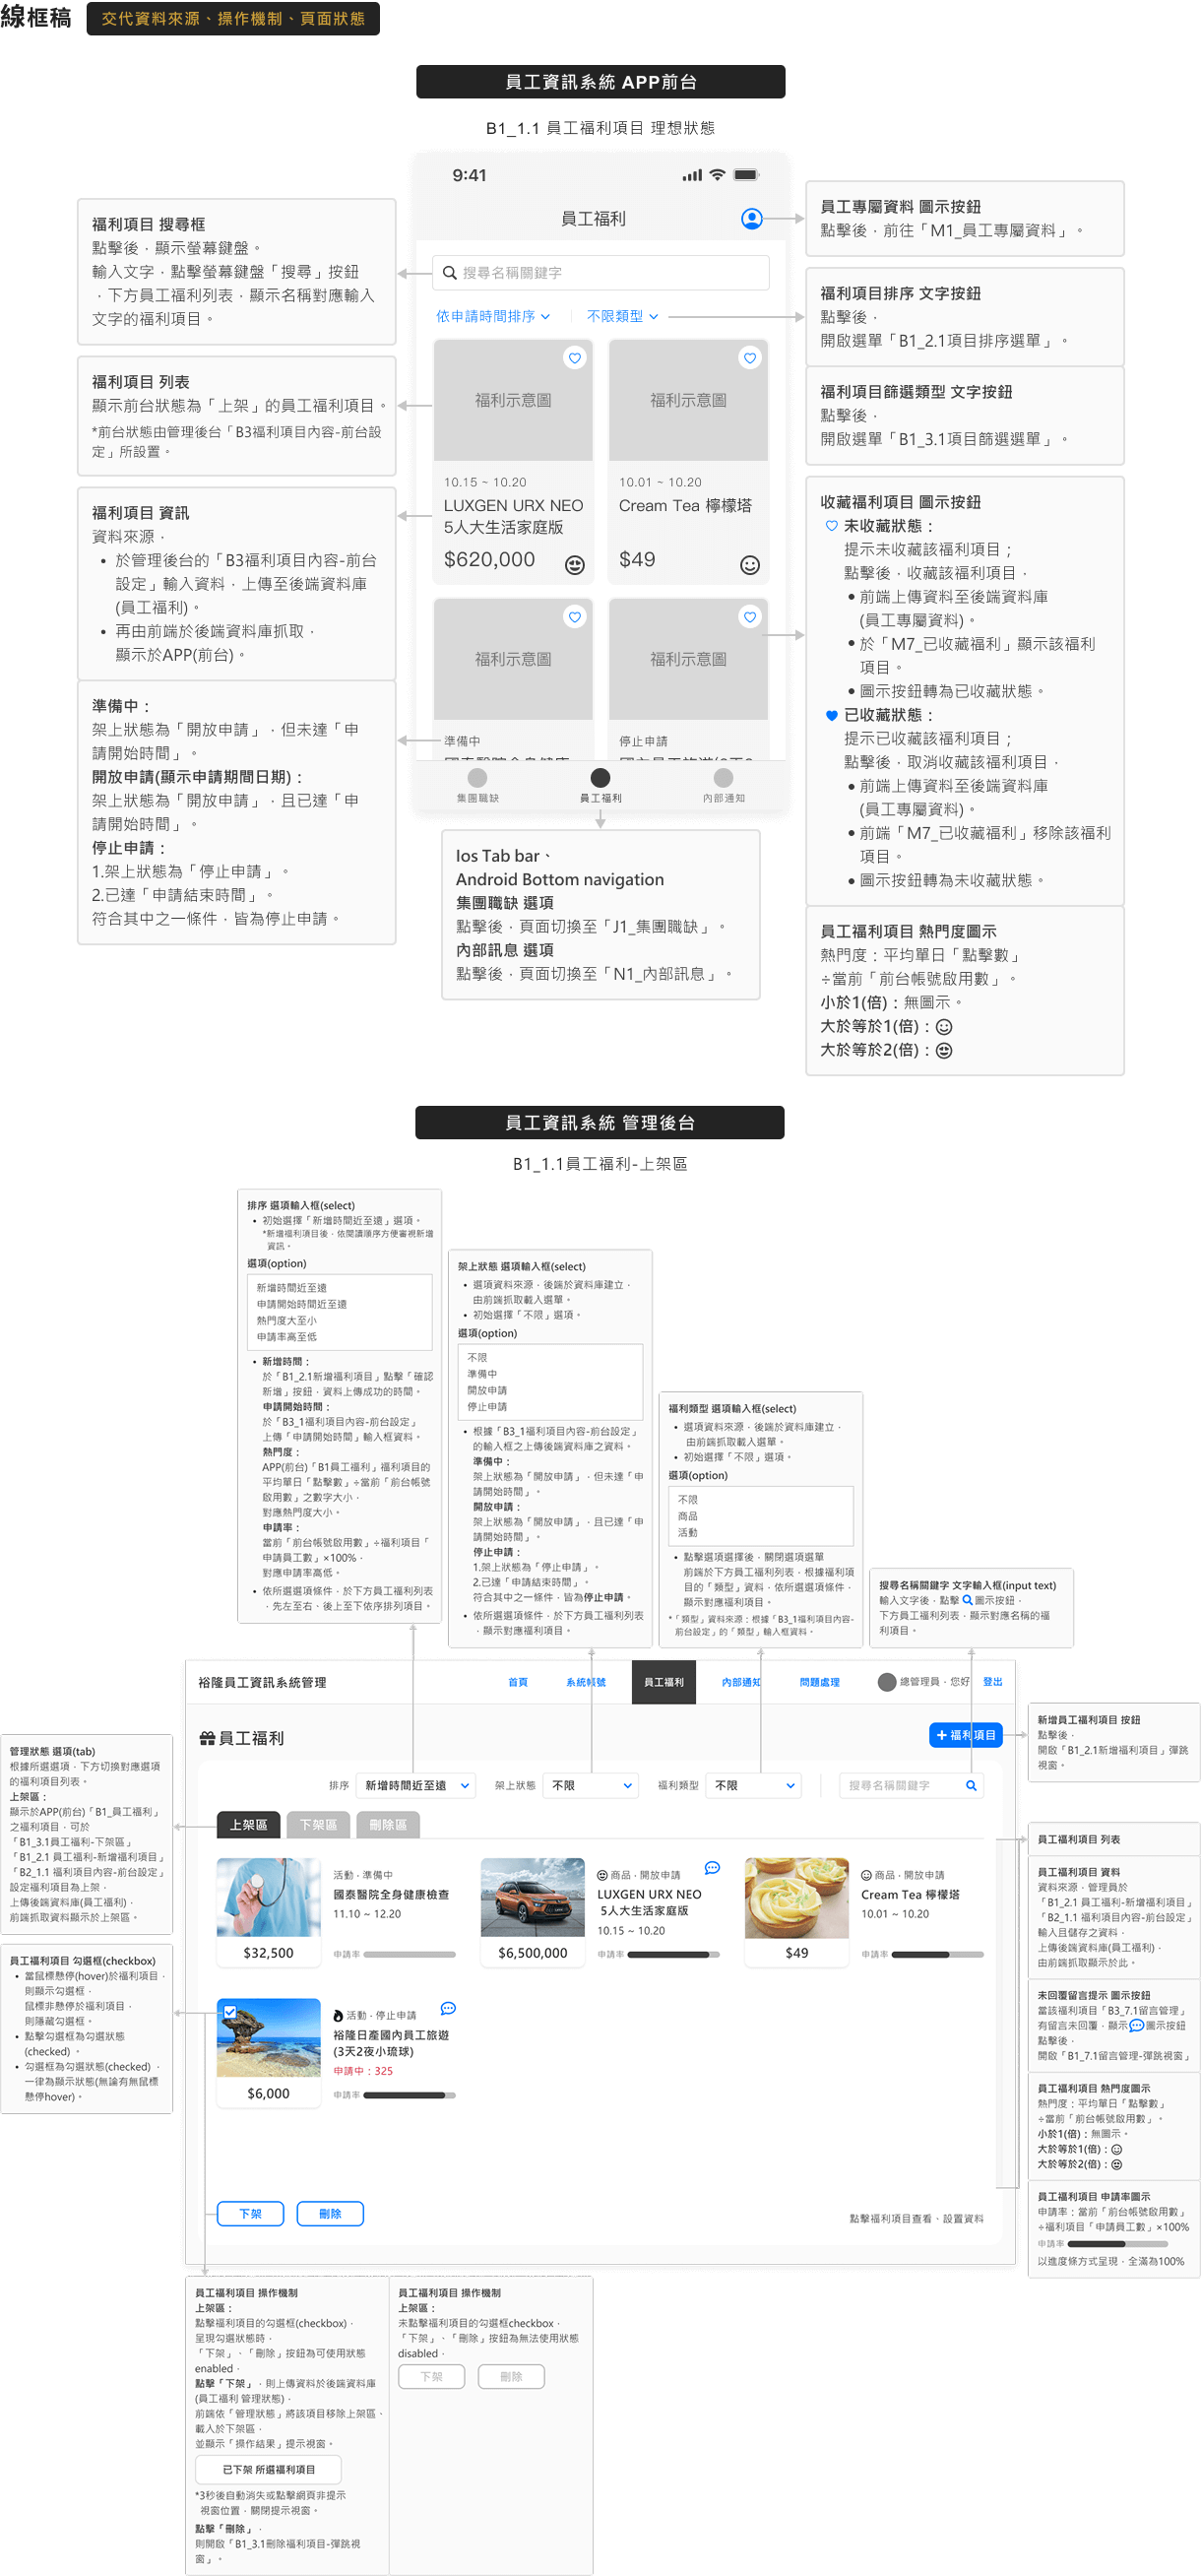 線框稿
交代資料來源、操作機制、頁面狀態
員工資訊系統 APP前台
B1_1.1 員工福利項目 理想狀態
福利項目 搜尋框
點擊後，顯示螢幕鍵盤。
輸入文字，點擊螢幕鍵盤「搜尋」按鈕
，下方員工福利列表，顯示名稱對應輸入
文字的福利項目。
福利項目 列表
顯示前台狀態為「上架」的員工福利項目。
*前台狀態由管理後台「B3福利項目內容-前台設
定」所設置。
福利項目 資訊
資料來源，
• 於管理後台的「B3福利項目內容-前台
設定」輸入資料，上傳至後端資料庫
(員工福利)。
• 再由前端於後端資料庫抓取，
顯示於APP(前台)。
準備中：
架上狀態為「開放申請」，但未達「申
請開始時間」。
開放申請(顯示申請期間日期)：
架上狀態為「開放申請」，且已達「申
請開始時間」。
停止申請：
1.架上狀態為「停止申請」。
2.已達「申請結束時間」。
符合其中之一條件，皆為停止申請。
9:41
員工福利
搜尋名稱關鍵字
依申請時間排序
不限類型
福利示意圖
福利示意圖
10.15 ~ 10.20
LUXGEN URX NEO
5人大生活家庭版
$620,000
10.01 ~ 10.20
Cream Tea 檸檬塔
$49
福利示意圖
福利示意圖
準備中
停止申請
集團職缺
員工福利
內部通知
Ios Tab bar、
Android Bottom navigation
集團職缺 選項
點擊後，頁面切換至「J1_集團職缺」。
內部訊息 選項
點擊後，頁面切換至「N1_內部訊息」。
員工專屬資料 圖示按鈕
點擊後，前往「M1_員工專屬資料」。
福利項目排序 文字按鈕
點擊後，
開啟選單「B1_2.1項目排序選單」。
福利項目篩選類型 文字按鈕
點擊後，
開啟選單「B1_3.1項目篩選選單」。
收藏福利項目 圖示按鈕
未收藏狀態：
提示未收藏該福利項目；
點擊後，收藏該福利項目，
• 前端上傳資料至後端資料庫
(員工專屬資料)。
• 於「M7_已收藏福利」顯示該福利
項目。
• 圖示按鈕轉為已收藏狀態。
已收藏狀態：
提示已收藏該福利項目；
點擊後，取消收藏該福利項目，
• 前端上傳資料至後端資料庫
(員工專屬資料)。
• 前端「M7_已收藏福利」移除該福利
項目。
• 圖示按鈕轉為未收藏狀態。
員工福利項目 熱門度圖示
熱門度：平均單日「點擊數」
÷當前「前台帳號啟用數」。
小於1(倍)：無圖示。
大於等於1(倍)：
大於等於2(倍)：
員工資訊系統 管理後台
B1_1.1員工福利-上架區
排序 選項輸入框(select)
• 初始選擇「新增時間近至遠」選項。
*新增福利項目後，依閱讀順序方便審視新增
資訊。
選項(option)
新增時間近至遠
申請開始時間近至遠
熱門度大至小
申請率高至低
• 新增時間：
於「B1_2.1新增福利項目」點擊「確認
新增」按鈕，資料上傳成功的時間。
申請開始時間：
於「B3_1福利項目內容-前台設定」
上傳「申請開始時間」輸入框資料。
熱門度：
APP(前台)「B1員工福利」福利項目的
平均單日「點擊數」÷當前「前台帳號
啟用數」之數字大小，
對應熱門度大小。
申請率：
當前「前台帳號啟用數」÷福利項目「
申請員工數」×100%，
對應申請率高低。
• 依所選選項條件，於下方員工福利列表
，先左至右，後上至下依序排列項目。
架上狀態 選項輸入框(select)
• 選項資料來源，後端於資料庫建立，
由前端抓取載入選單。
• 初始選擇「不限」選項。
選項(option)
不限
準備中
開放申請
停止申請
• 根據「B3_1福利項目內容-前台設定」
的輸入框之上傳後端資料庫之資料。
準備中：
架上狀態為「開放申請」，但未達「申
請開始時間」。
開放申請：
架上狀態為「開放申請」，且已達「申
請開始時間」。
停止申請：
1.架上狀態為「停止申請」。
2.已達「申請結束時間」。
符合其中之一條件，皆為停止申請。
• 依所選選項條件，於下方員工福利列表
，顯示對應福利項目。
福利類型 選項輸入框(select)
• 選項資料來源，後端於資料庫建立，
由前端抓取載入選單。
• 初始選擇「不限」選項。
選項(option)
不限
商品
活動
• 點擊選項選擇後，關閉選項選單
前端於下方員工福利列表，根據福利項
目的「類型」資料，依所選選項條件，
顯示對應福利項目。
*「類型」資料來源：根據「B3_1福利項目內容-
前台設定」的「類型」輸入框資料。
搜尋名稱關鍵字 文字輸入框(input text)
輸入文字後，點擊圖示按鈕，
下方員工福利列表，顯示對應名稱的福
利項目。
裕隆員工資訊系統管理
首頁
系統帳號
員工福利
內部通知
問題處理
總管理員，您好
登出
員工福利
+ 福利項目
排序
新增時間近至遠
架上狀態
不限
福利類型
不限
搜尋名稱關鍵字
上架區
下架區
刪除區
活動，準備中
國泰醫院全身健康檢查
11.10 ~ 12.20
$32,500
申請率
商品，開放申請
LUXGEN URX NEO
5人大生活家庭版
10.15 ~ 10.20
$6,500,000
申請率
商品，開放申請
Cream Tea 檸檬塔
10.01 ~ 10.20
$49
申請率
活動，停止申請
裕隆日產國內員工旅遊
(3天2夜小琉球)
申請中：325
$6,000
申請率
下架
刪除
點擊福利項目查看、設置資料
管理狀態 選項(tab)
根據所選選項，下方切換對應選項
的福利項目列表。
上架區：
顯示於APP(前台)「B1_員工福利」
之福利項目，可於
「B1_3.1員工福利-下架區」
「B1_2.1 員工福利-新增福利項目」
「B2_1.1 福利項目內容-前台設定」
設定福利項目為上架，
上傳後端資料庫(員工福利)，
前端抓取資料顯示於上架區。
員工福利項目 勾選框(checkbox)
• 當鼠標懸停(hover)於福利項目，
則顯示勾選框，
鼠標非懸停於福利項目，
則隱藏勾選框。
• 點擊勾選框為勾選狀態
(checked) 。
• 勾選框為勾選狀態(checked) ，
一律為顯示狀態(無論有無鼠標
懸停hover)。
新增員工福利項目 按鈕
點擊後，
開啟「B1_2.1新增福利項目」彈跳
視窗。
員工福利項目 列表
員工福利項目 資料
資料來源，管理員於
「B1_2.1 員工福利-新增福利項目」
「B2_1.1 福利項目內容-前台設定」
輸入且儲存之資料，
上傳後端資料庫(員工福利)，
由前端抓取顯示於此。
未回覆留言提示 圖示按鈕
當該福利項目「B3_7.1留言管理」
有留言未回覆，顯示圖示按鈕
點擊後，
開啟「B1_7.1留言管理-彈跳視窗」
員工福利項目 熱門度圖示
熱門度：平均單日「點擊數」
÷當前「前台帳號啟用數」。
小於1(倍)：無圖示。
大於等於1(倍)：
大於等於2(倍)：
員工福利項目 申請率圖示
申請率：當前「前台帳號啟用數」
÷福利項目「申請員工數」×100%
申請率
以進度條方式呈現，全滿為100%
員工福利項目 操作機制
上架區：
點擊福利項目的勾選框(checkbox)，
呈現勾選狀態時，
「下架」、「刪除」按鈕為可使用狀態
enabled，
點擊「下架」，則上傳資料於後端資料庫
(員工福利 管理狀態)，
前端依「管理狀態」將該項目移除上架區，
載入於下架區，
並顯示「操作結果」提示視窗。
已下架 所選福利項目
*3秒後自動消失或點擊網頁非提示
視窗位置，關閉提示視窗。
點擊「刪除」，
則開啟「B1_3.1刪除福利項目-彈跳視
窗」。
員工福利項目 操作機制
上架區：
未點擊福利項目的勾選框checkbox，
「下架」、「刪除」按鈕為無法使用狀態
disabled，
下架
刪除